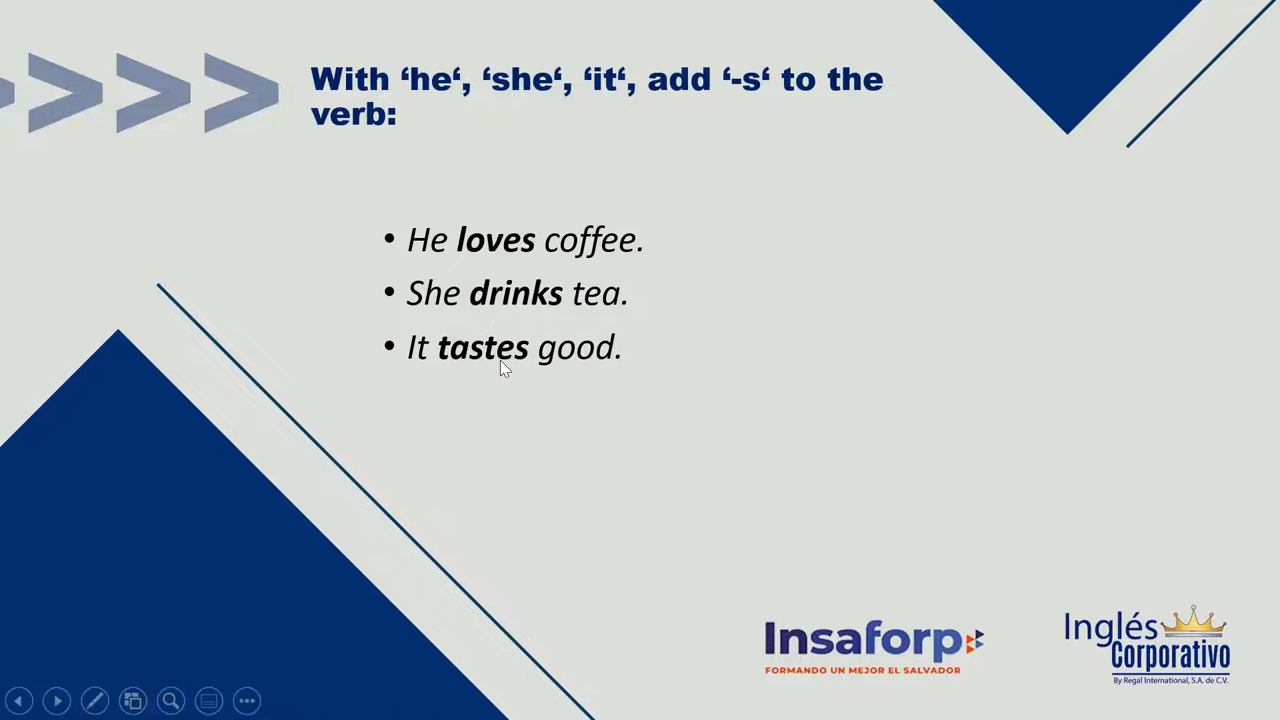 With ‘he‘, ‘she‘, ‘it‘, add ‘-s‘ to the
verb:
• He loves coffee.
• She drinks tea.
• It tastes good.
Insaforp
FORMANDO UN MEJOR EL SALVADOR
Inglés
Corporativo
By Regal International, S.A. de C.V.